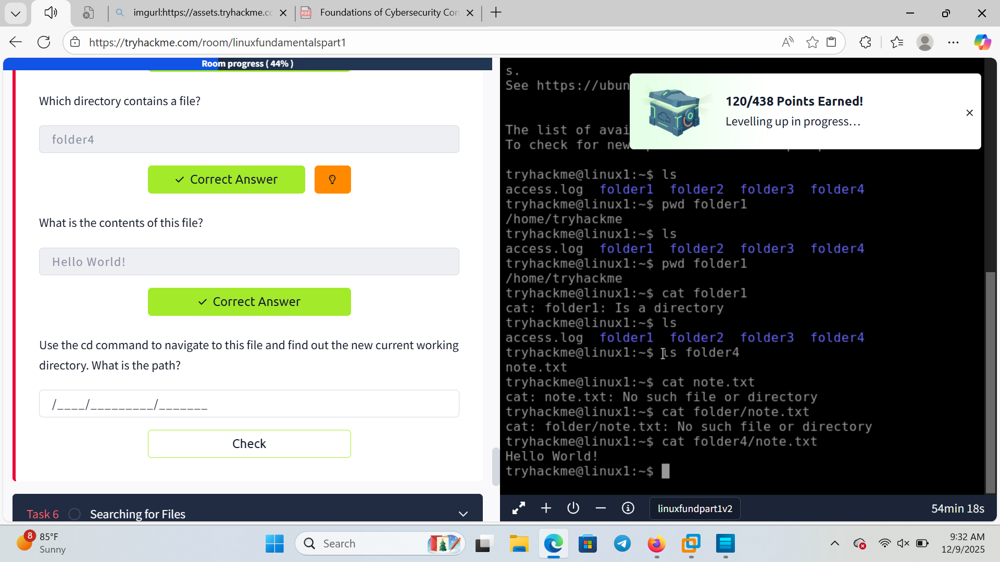 imgurl:https://assets.tryhackme.cc
Foundations of Cybersecurity Con
https://tryhackme.com/room/linuxfundamentalspart1
Room progress ( 44% )
Which directory contains a file?
folder4
Correct Answer
What is the contents of this file?
Hello World!
Correct Answer
Use the cd command to navigate to this file and find out the new current working
directory. What is the path?
/____/_________/_______
Check
Task 6
Searching for Files
s.
See https://ubun
The list of avai
To check for new
120/438 Points Earned!
Levelling up in progress...
tryhackme@linux1:~$ ls
access.log folder1 folder2 folder3 folder4
tryhackme@linux1:~$ pwd folder1
/home/tryhackme
tryhackme@linux1:~$ ls
access.log folder1 folder2 folder3 folder4
tryhackme@linux1:~$ pwd folder1
/home/tryhackme
tryhackme@linux1:~$ cat folder1
cat: folder1: Is a directory
tryhackme@linux1:~$ ls
access.log folder1 folder2 folder3 folder4
tryhackme@linux1:~$ ls folder4
note.txt
tryhackme@linux1:~$ cat note.txt
cat: note.txt: No such file or directory
tryhackme@linux1:~$ cat folder/note.txt
cat: folder/note.txt: No such file or directory
tryhackme@linux1:~$ cat folder4/note.txt
Hello World!
tryhackme@linux1:~$
linuxfundpart1v2
54min 18s
8
85°F
Sunny
Search
9:32 AM
12/9/2025